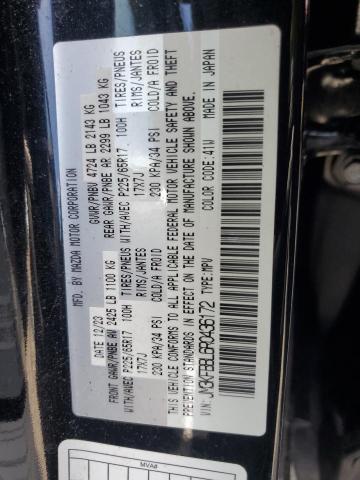 MFD. BY MAZDA MOTOR CORPORATION
DATE 12/23 GVWR/PNBV 4724 LB 2143 KG
FRONT GAWR/PNBE AV 2425 LB 1100 KG REAR GAWR/PNBE AR 2299 LB 1043 KG
P225/65R17 100H TIRES/PNEUS WITH/AVEC P225/65R17 100H TIRES/PNEUS
WITH/AVEC 17X7J RIMS/JANTES 17X7J RIMS/JANTES
230 KPA/34 PSI COLD/A FROID 230 KPA/34 PSI COLD/A FROID
THIS VEHICLE CONFORMS TO ALL APPLICABLE FEDERAL MOTOR VEHICLE SAFETY AND THEFT
PREVENTION STANDARDS IN EFFECT ON THE DATE OF MANUFACTURE SHOWN ABOVE.
MADE IN JAPAN
VIN: JM3KFBBL6R0436172 TYPE: MPV COLOR CODE: 41W
MVA#